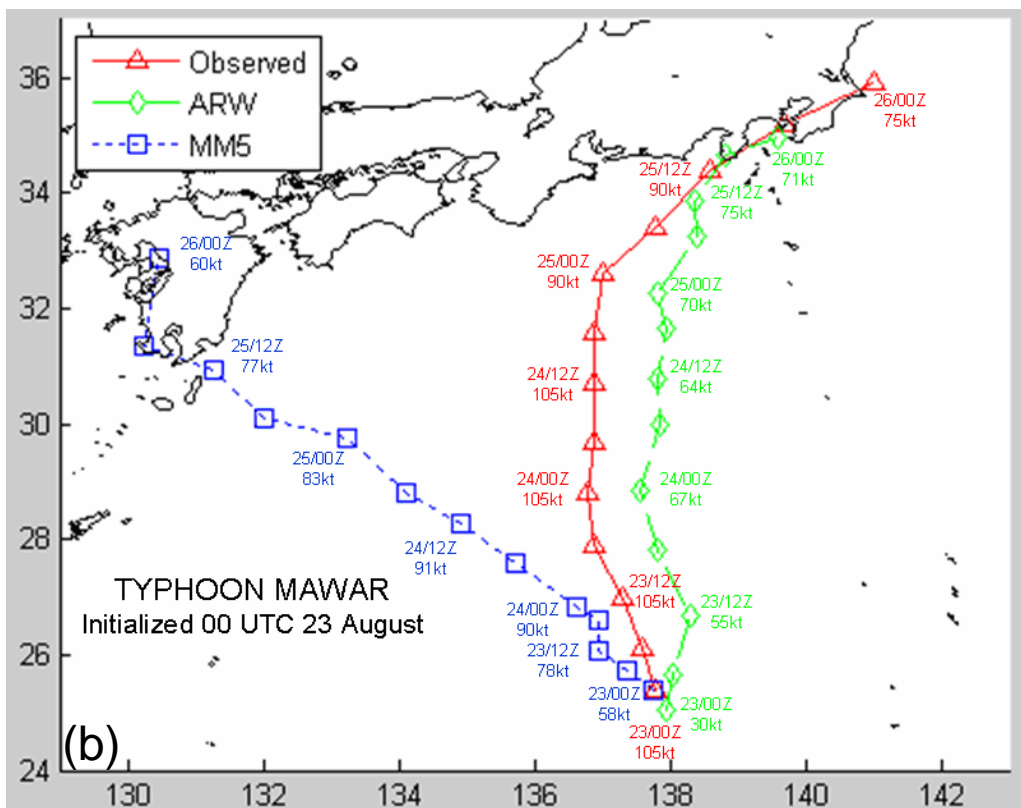 Observed
ARW
MM5
36
34
32
30
28
26
24
26/00Z
75kt
26/00Z
71kt
25/12Z
90kt
25/12Z
75kt
26/00Z
60kt
25/00Z
90kt
25/00Z
70kt
25/12Z
77kt
24/12Z
105kt
24/12Z
64kt
25/00Z
83kt
24/00Z
105kt
24/00Z
67kt
24/12Z
91kt
TYPHOON MAWAR
Initialized 00 UTC 23 August
23/12Z
105kt
23/12Z
55kt
24/00Z
90kt
23/12Z
78kt
23/00Z
58kt
23/00Z
30kt
23/00Z
105kt
(b)
130
132
134
136
138
140
142